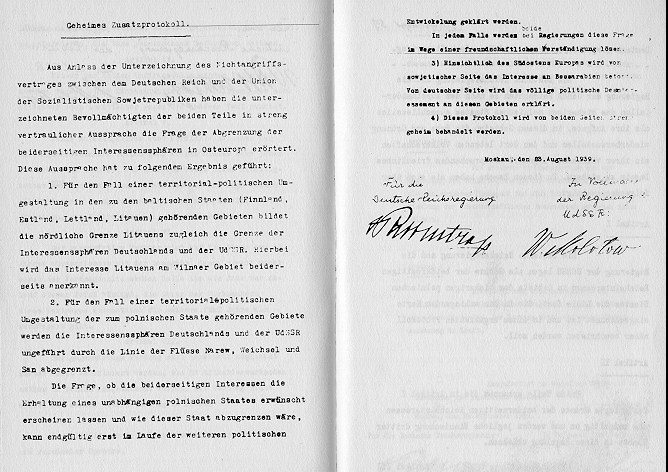 Geheimes Zusatzprotokoll.
Aus Anlass der Unterzeichnung des Nichtangriffs-
vertrages zwischen dem Deutschen Reich und der Union
der Sozialistischen Sowjetrepubliken haben die unter-
zeichneten Bevollmächtigten der beiden Teile in streng
vertraulicher Aussprache die Frage der Abgrenzung der
beiderseitigen Interessensphären in Osteuropa erörtert.
Diese Aussprache hat zu folgendem Ergebnis geführt:
1. Für den Fall einer territorial-politischen Um-
gestaltung in den zu den baltischen Staaten (Finnland,
Estland, Lettland, Litauen) gehörenden Gebieten bildet
die nördliche Grenze Litauens zugleich die Grenze der
Interessensphären Deutschlands und der UdSSR. Hierbei
wird das Interesse Litauens am Wilnaer Gebiet beider-
seits anerkannt.
2. Für den Fall einer territorial-politischen
Umgestaltung der zum polnischen Staate gehörenden Gebiete
werden die Interessensphären Deutschlands und der UdSSR
ungefähr durch die Linie der Flüsse Narew, Weichsel und
San abgegrenzt.
Die Frage, ob die beiderseitigen Interessen die
Erhaltung eines unabhängigen polnischen Staates erwünscht
erscheinen lassen und wie dieser Staat abzugrenzen wäre,
kann endgültig erst im Laufe der weiteren politischen
Entwickelung geklärt werden.
In jedem Falle werden beide Regierungen diese Frage
im Wege einer freundschaftlichen Verständigung lösen.
3) Hinsichtlich des Südostens Europas wird von
sowjetischer Seite das Interesse an Bessarabien betont.
Von deutscher Seite wird das völlige politische Desinter-
essement an diesen Gebieten erklärt.
4) Dieses Protokoll wird von beiden Seiten streng
geheim behandelt werden.
Moskau, den 23. August 1939.
Für die
Deutsche Reichsregierung
In Vollmacht
der Regierung
UdSSR:
W. Molotow